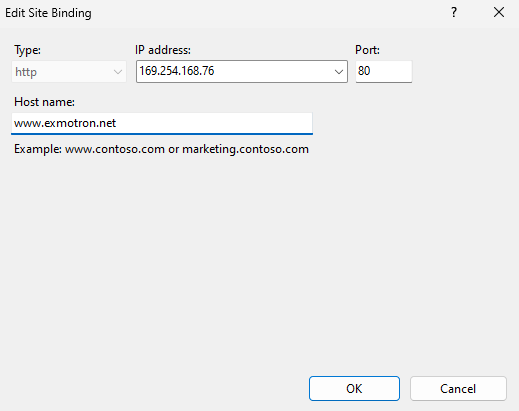 Edit Site Binding ?
Type: IP address: Port:
http 169.254.168.76 80
Host name:
www.exmotron.net
Example: www.contoso.com or marketing.contoso.com
OK Cancel